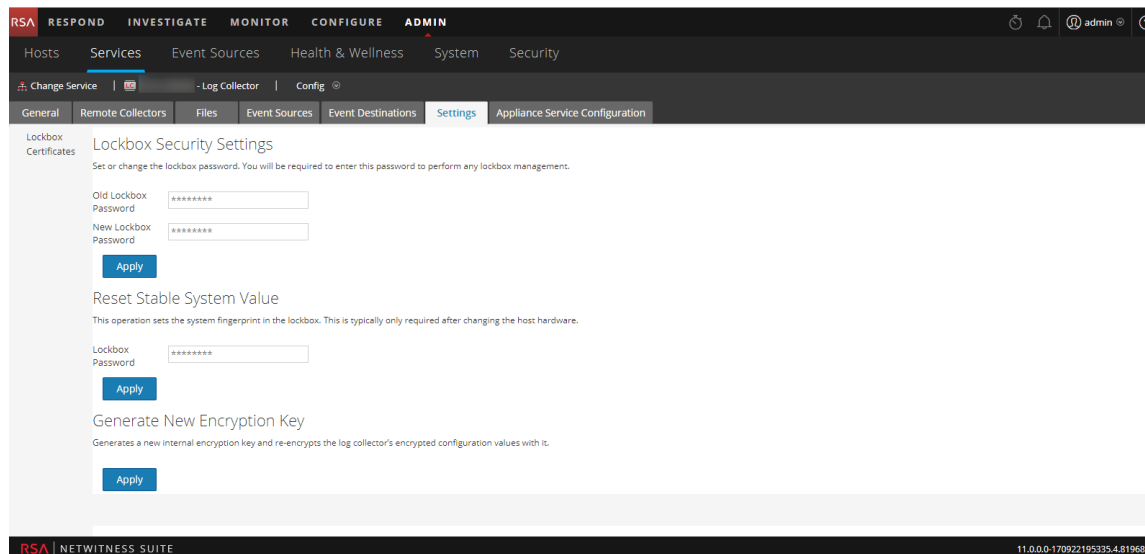 RSA RESPOND INVESTIGATE MONITOR CONFIGURE ADMIN admin
Hosts Services Event Sources Health & Wellness System Security
Change Service | - Log Collector | Config
General Remote Collectors Files Event Sources Event Destinations Settings Appliance Service Configuration
Lockbox
Certificates
Lockbox Security Settings
Set or change the lockbox password. You will be required to enter this password to perform any lockbox management.
Old Lockbox
Password
********
New Lockbox
Password
********
Apply
Reset Stable System Value
This operation sets the system fingerprint in the lockbox. This is typically only required after changing the host hardware.
Lockbox
Password
********
Apply
Generate New Encryption Key
Generates a new internal encryption key and re-encrypts the log collector's encrypted configuration values with it.
Apply
RSA | NETWITNESS SUITE 11.0.0.0-170922195335.4.81968